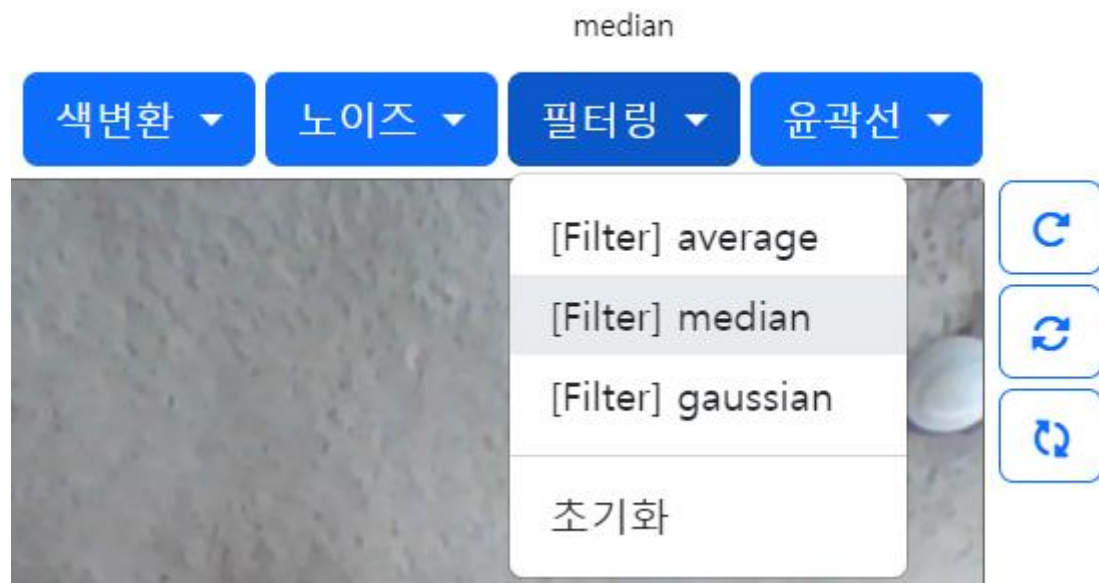 median
색변환 노이즈 필터링 윤곽선
[Filter] average
[Filter] median
[Filter] gaussian
초기화